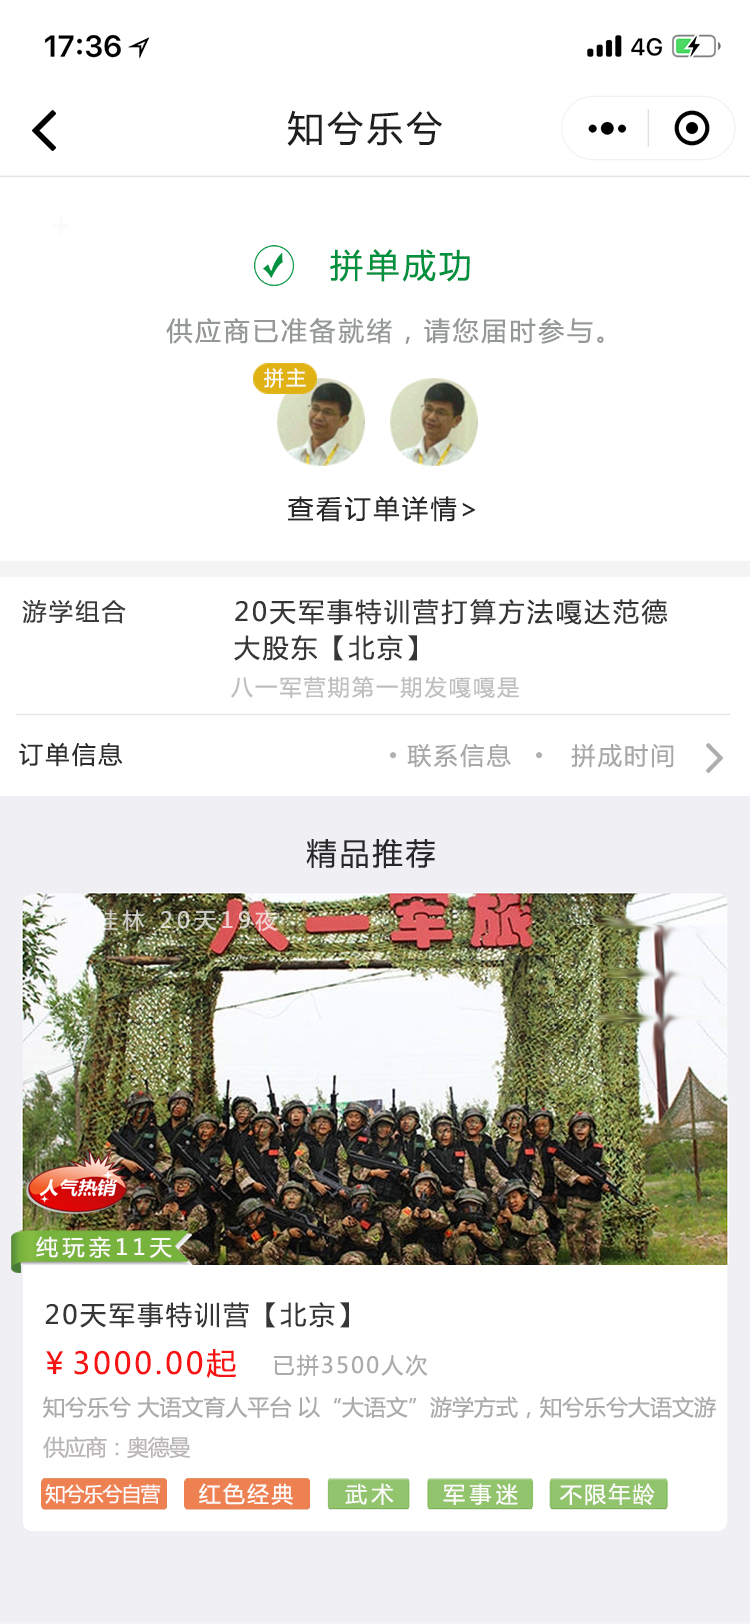 17:36
4G
知兮乐兮
拼单成功
供应商已准备就绪，请您届时参与。
拼主
查看订单详情>
游学组合
20天军事特训营打算方法嘎达范德
大股东【北京】
八一军营期第一期发嘎嘎是
订单信息
• 联系信息 • 拼成时间
精品推荐
桂林 20天19夜
八一军旅
人气热销
纯玩亲11天
20天军事特训营【北京】
¥ 3000.00起 已拼3500人次
知兮乐兮 大语文育人平台 以“大语文”游学方式，知兮乐兮大语文游
供应商：奥德曼
知兮乐兮自营 红色经典 武术 军事迷 不限年龄